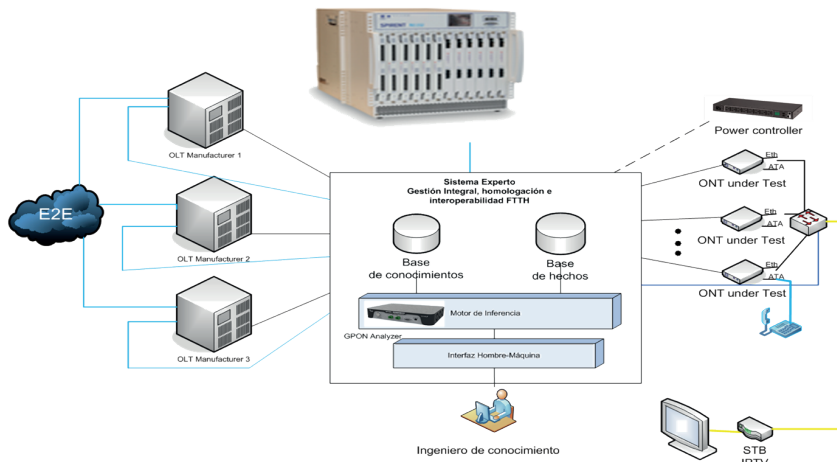 SPIRENT
OLT Manufacturer 1
E2E
OLT Manufacturer 2
OLT Manufacturer 3
Sistema Experto
Gestión Integral, homologación e
interoperabilidad FTTH
Base
de conocimientos
Base
de hechos
Motor de Inferencia
GPON Analyzer
Interfaz Hombre-Máquina
Ingeniero de conocimiento
Power controller
Eth
ATA
ONT under Test
Eth
ATA
ONT under Test
Eth
ATA
ONT under Test
STB
IPTV